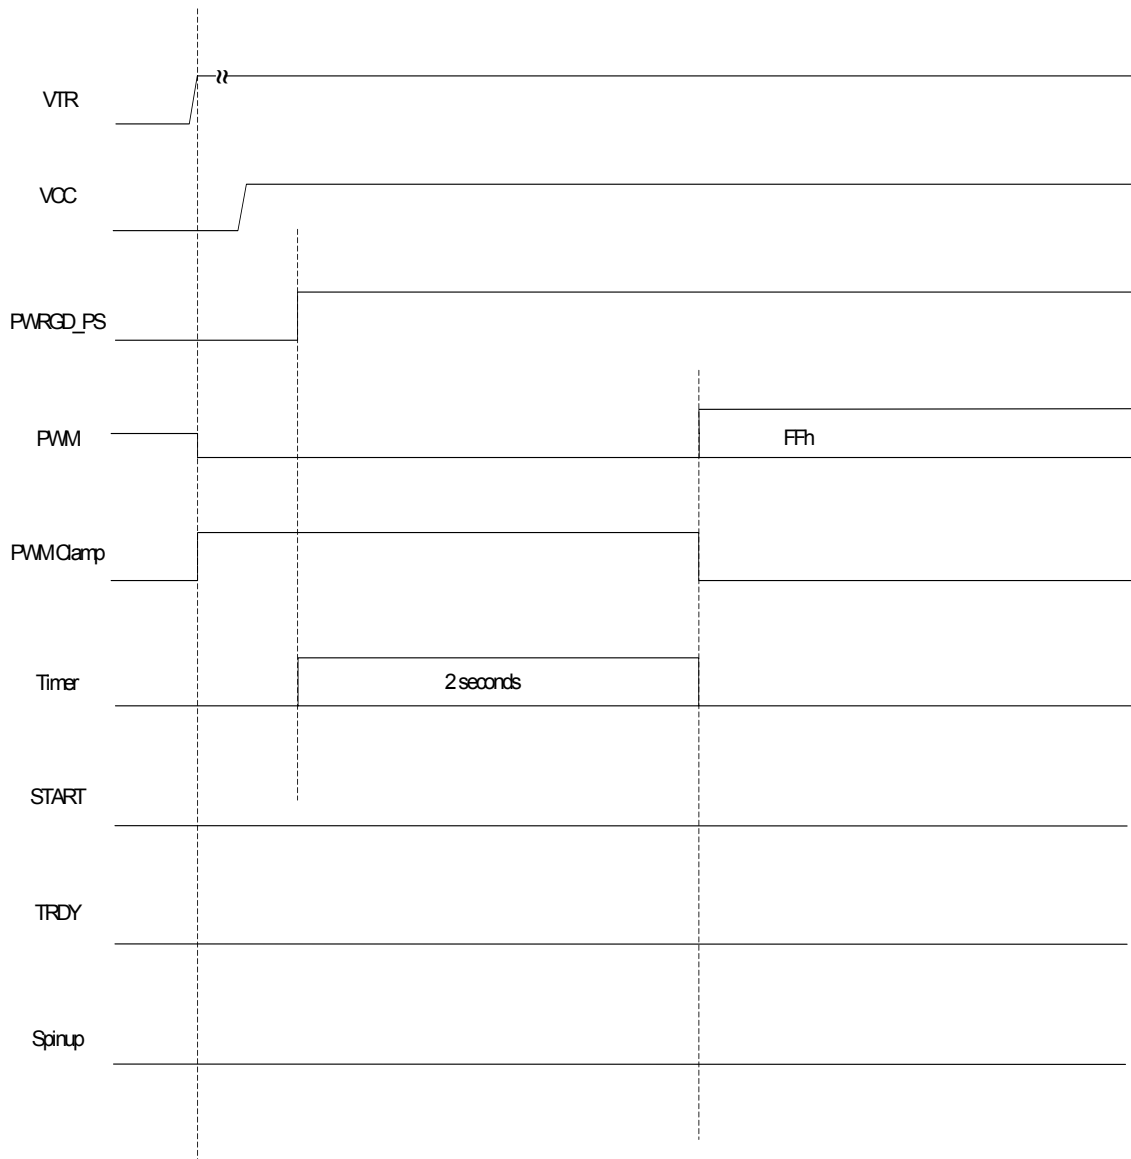 VTR
VCC
PWRGD_PS
PWM
FFh
PWM Clamp
Timer
2 seconds
START
TRDY
Spinup